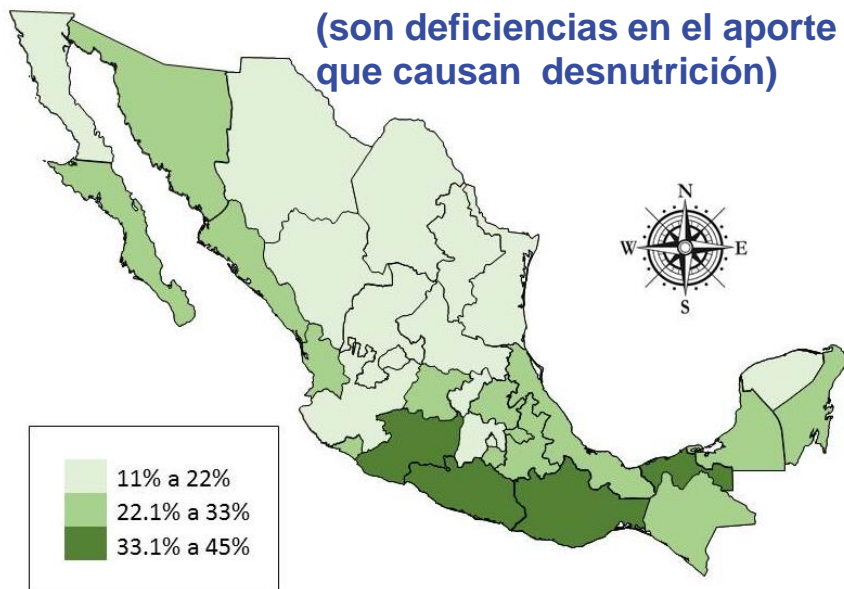 (son deficiencias en el aporte
que causan desnutrición)
N
W
E
S
11% a 22%
22.1% a 33%
33.1% a 45%